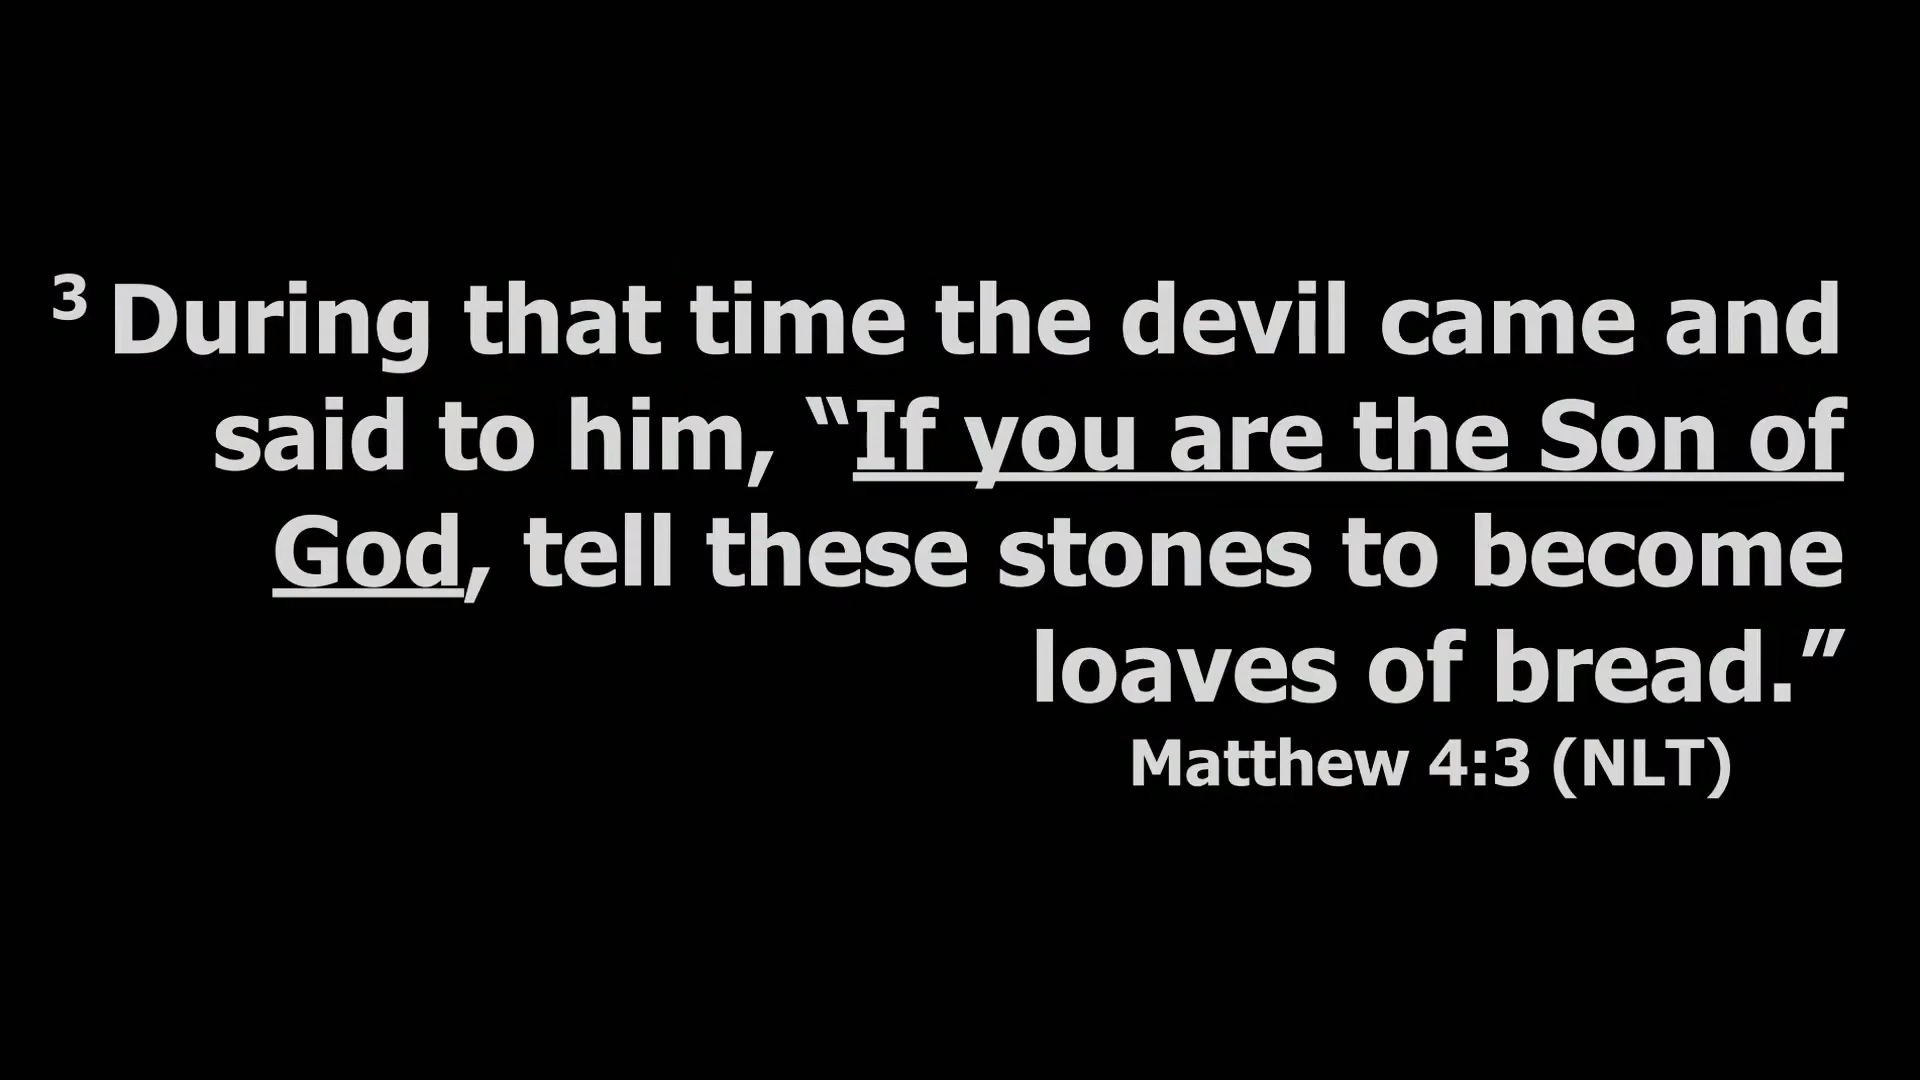 3 During that time the devil came and
said to him, “If you are the Son of
God, tell these stones to become
loaves of bread.”
Matthew 4:3 (NLT)